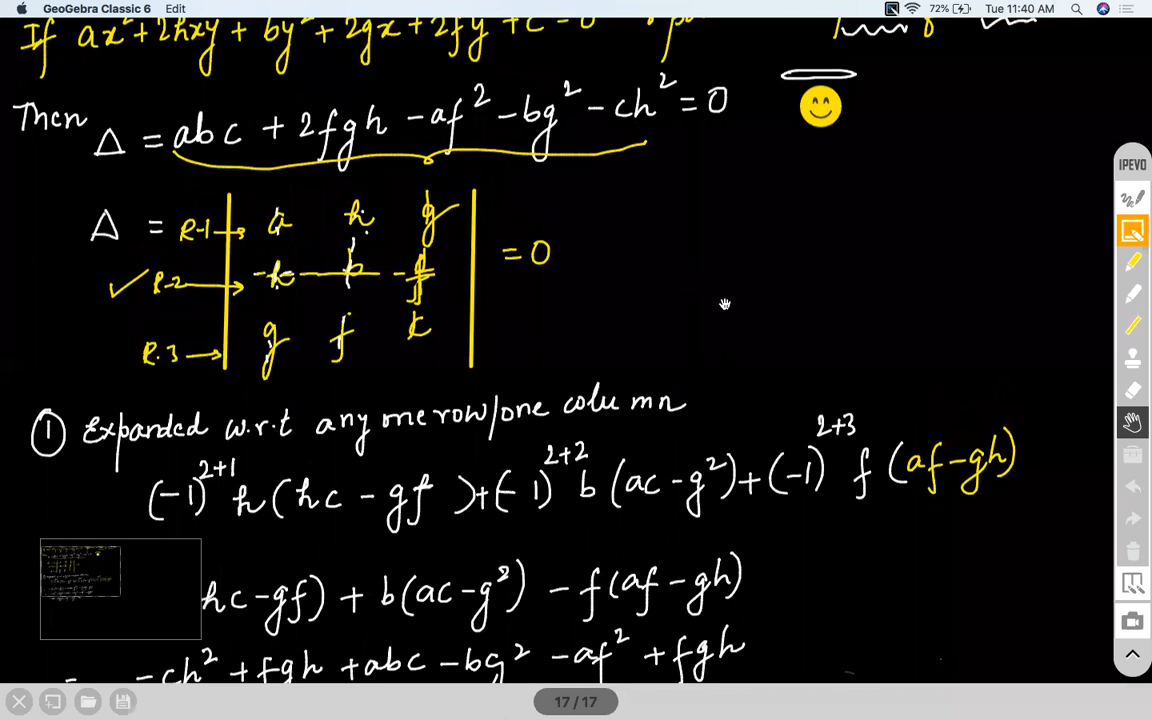 GeoGebra Classic 6 Edit 72% Tue 11:40 AM
If ax²+2hxy + by² + 2gx + 2fy + c = 0
Then Δ = abc + 2fgh - af² - bg² - ch² = 0
IPEVO
Δ = R-1 → a h g
✓ R-2 → h b f = 0
R.3 → g f c
① Expanded w.r.t any one row/one column
(-1)²⁺¹ h (hc - gf) + (-1)²⁺² b (ac - g²) + (-1)²⁺³ f (af - gh)
hc - gf) + b(ac - g²) - f(af - gh)
= -ch² + fgh + abc - bg² - af² + fgh
17 / 17